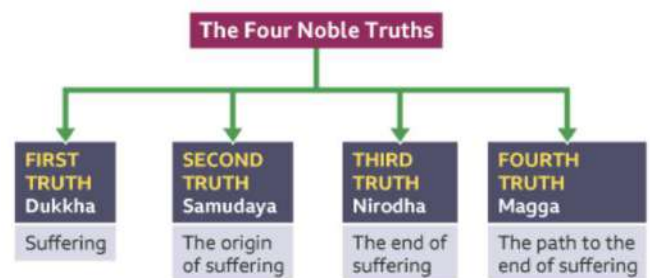 The Four Noble Truths
FIRST
TRUTH
Dukkha
Suffering
SECOND
TRUTH
Samudaya
The origin
of suffering
THIRD
TRUTH
Nirodha
The end of
suffering
FOURTH
TRUTH
Magga
The path to the
end of suffering